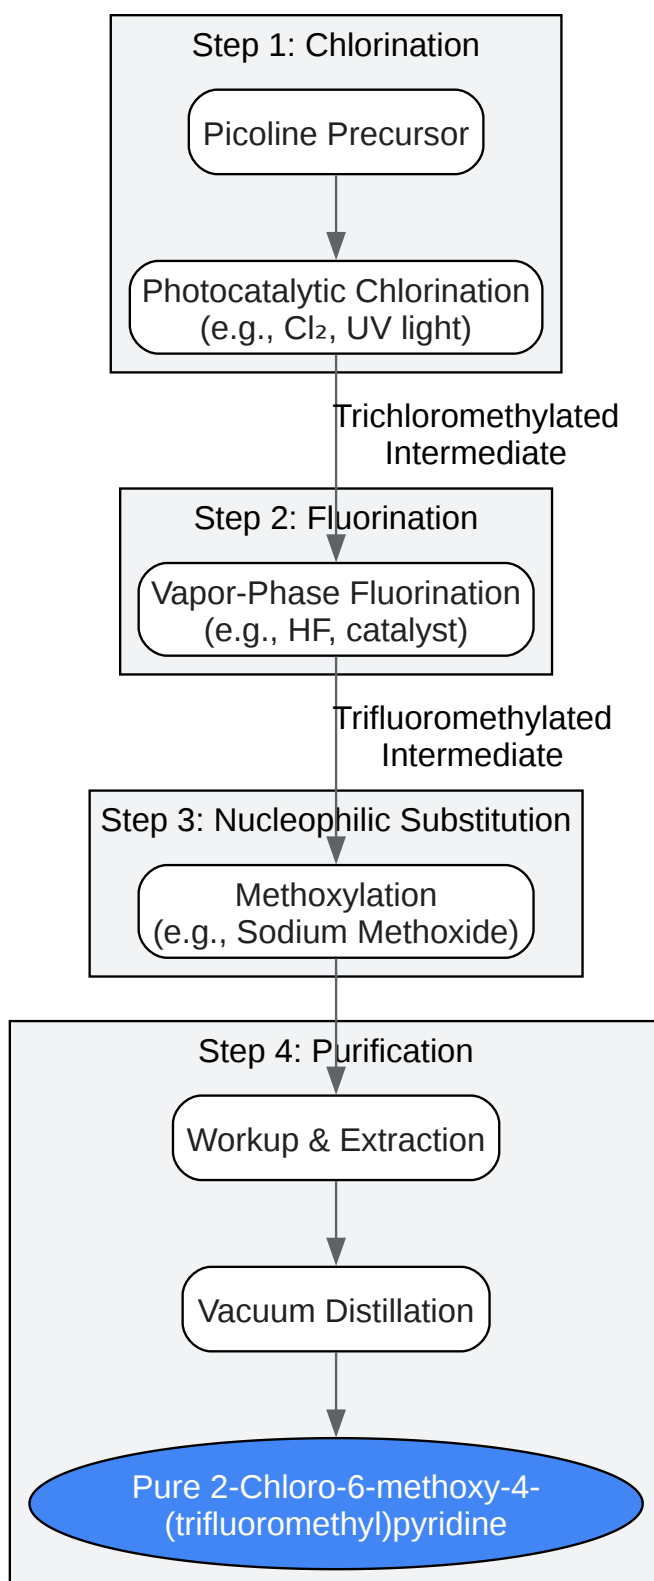 Step 1: Chlorination
Picoline Precursor
Photocatalytic Chlorination
(e.g., Cl₂, UV light)
Trichloromethylated
Intermediate
Step 2: Fluorination
Vapor-Phase Fluorination
(e.g., HF, catalyst)
Trifluoromethylated
Intermediate
Step 3: Nucleophilic Substitution
Methoxylation
(e.g., Sodium Methoxide)
Step 4: Purification
Workup & Extraction
Vacuum Distillation
Pure 2-Chloro-6-methoxy-4-
(trifluoromethyl)pyridine